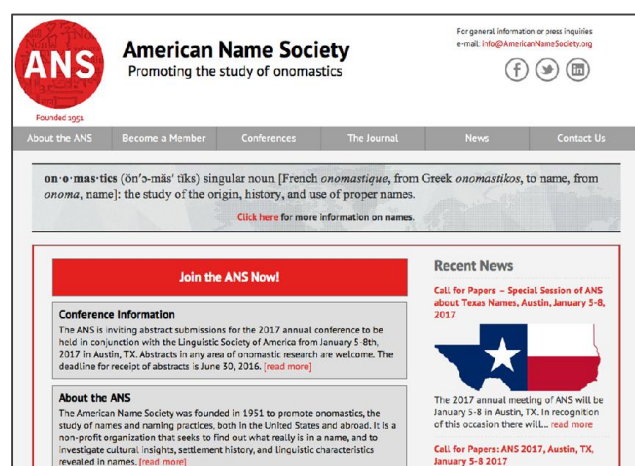 ANS
Founded 1951
American Name Society
Promoting the study of onomastics
For general information or press inquiries
e-mail: info@AmericanNameSociety.org
About the ANS
Become a Member
Conferences
The Journal
News
Contact Us
on·o·mas·tics (ŏn′ə-măs′ tĭks) singular noun [French onomastique, from Greek onomastikos, to name, from
onoma, name]: the study of the origin, history, and use of proper names.
Click here for more information on names.
Join the ANS Now!
Conference Information
The ANS is inviting abstract submissions for the 2017 annual conference to be
held in conjunction with the Linguistic Society of America from January 5-8th,
2017 in Austin, TX. Abstracts in any area of onomastic research are welcome. The
deadline for receipt of abstracts is June 30, 2016. [read more]
About the ANS
The American Name Society was founded in 1951 to promote onomastics, the
study of names and naming practices, both in the United States and abroad. It is a
non-profit organization that seeks to find out what really is in a name, and to
investigate cultural insights, settlement history, and linguistic characteristics
revealed in names. [read more]
Recent News
Call for Papers – Special Session of ANS
about Texas Names, Austin, January 5-8,
2017
The 2017 annual meeting of ANS will be
January 5-8 in Austin, TX. In recognition
of this occasion there will... read more
Call for Papers: ANS 2017, Austin, TX,
January 5-8 2017